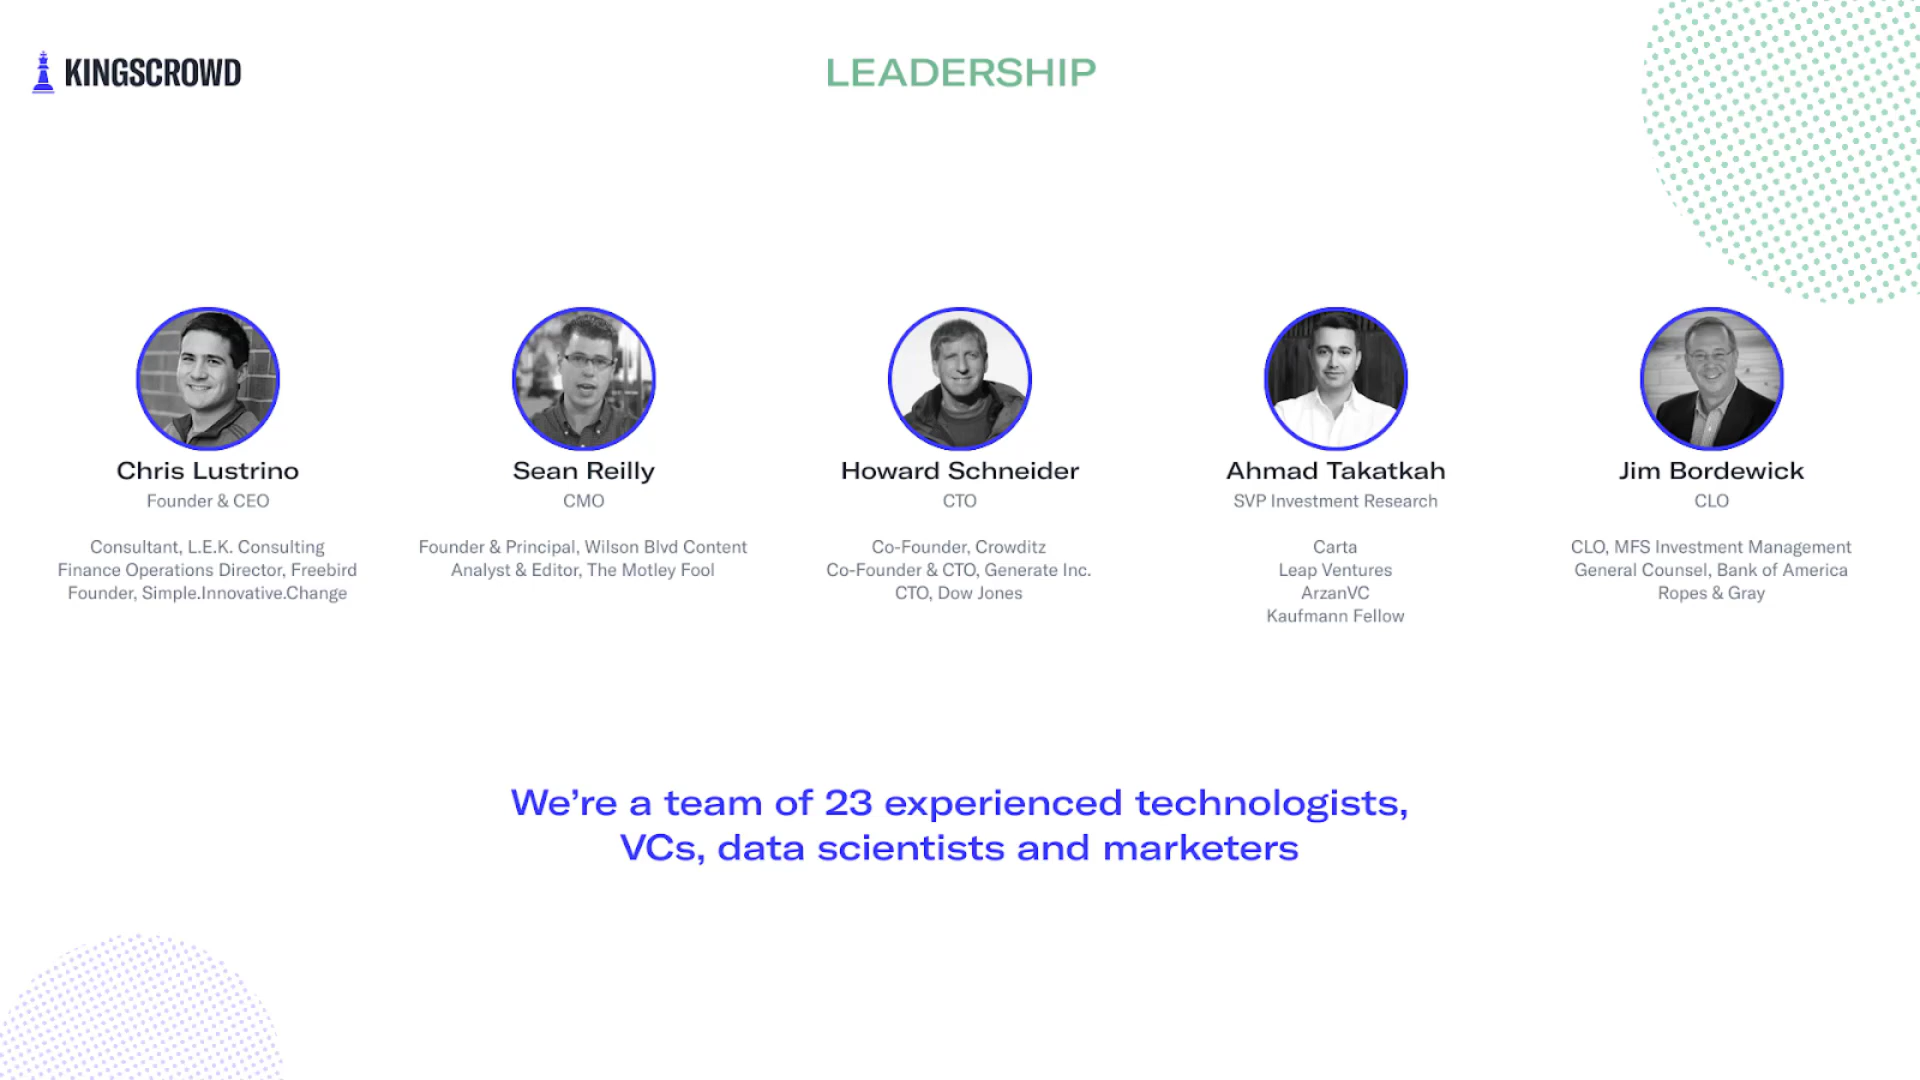 KINGSCROWD
LEADERSHIP
Chris Lustrino
Founder & CEO
Consultant, L.E.K. Consulting
Finance Operations Director, Freebird
Founder, Simple.Innovative.Change
Sean Reilly
CMO
Founder & Principal, Wilson Blvd Content
Analyst & Editor, The Motley Fool
Howard Schneider
CTO
Co-Founder, Crowditz
Co-Founder & CTO, Generate Inc.
CTO, Dow Jones
Ahmad Takatkah
SVP Investment Research
Carta
Leap Ventures
ArzanVC
Kaufmann Fellow
Jim Bordewick
CLO
CLO, MFS Investment Management
General Counsel, Bank of America
Ropes & Gray
We’re a team of 23 experienced technologists,
VCs, data scientists and marketers